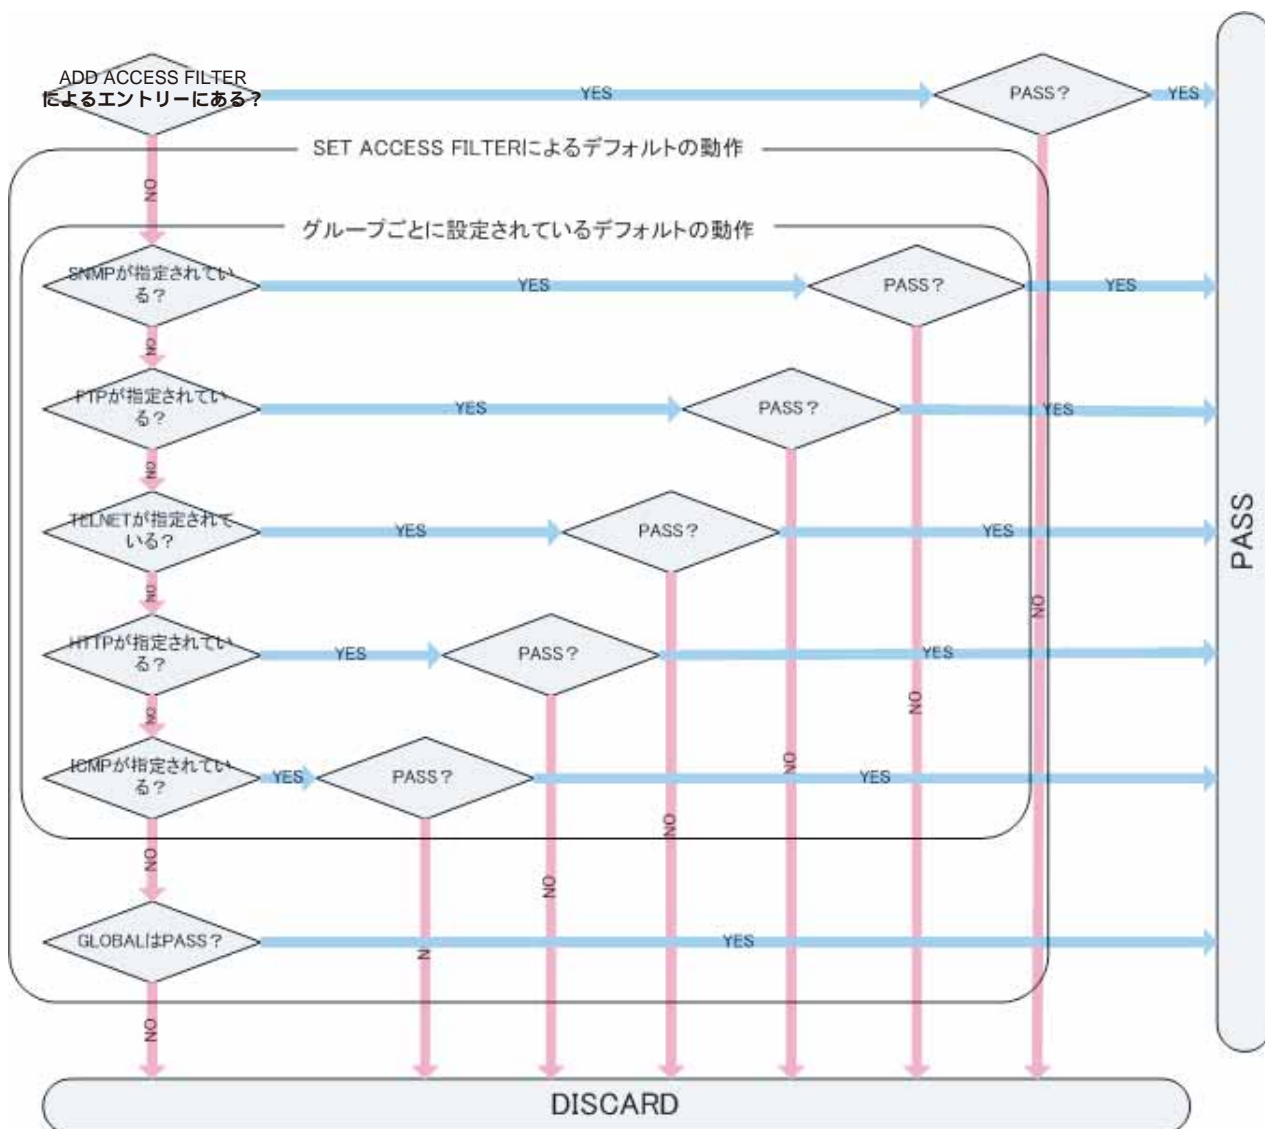 ADD ACCESS FILTER
によるエントリーにある？
YES
PASS？
YES
SET ACCESS FILTERによるデフォルトの動作
NO
グループごとに設定されているデフォルトの動作
SNMPが指定されてい
る？
YES
PASS？
YES
NO
FTPが指定されてい
る？
YES
PASS？
YES
NO
TELNETが指定されて
いる？
YES
PASS？
YES
PASS
NO
NO
HTTPが指定されてい
る？
YES
PASS？
YES
NO
NO
ICMPが指定されてい
る？
YES
PASS？
YES
NO
NO
NO
NO
GLOBALはPASS？
YES
N
NO
DISCARD